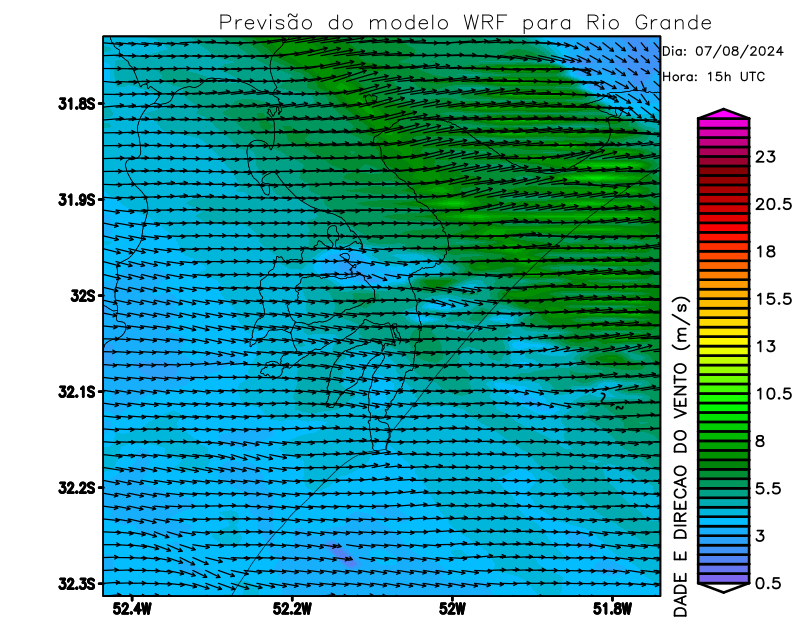 Previsão do modelo WRF para Rio Grande
Dia: 07/08/2024
Hora: 15h UTC
31.8S
31.9S
32S
32.1S
32.2S
32.3S
52.4W
52.2W
52W
51.8W
DADE E DIRECAO DO VENTO (m/s)
23
20.5
18
15.5
13
10.5
8
5.5
3
0.5